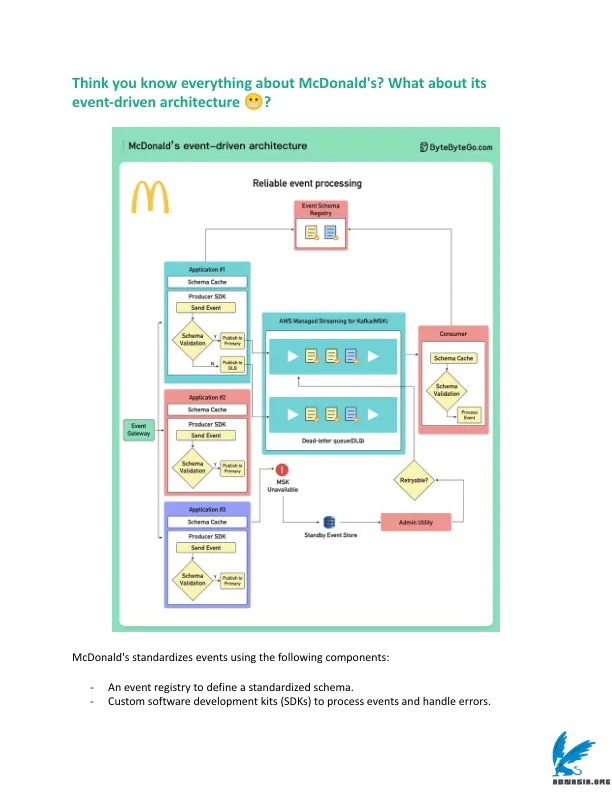 Think you know everything about McDonald's? What about its
event-driven architecture 😬?
McDonald's event-driven architecture
ByteByteGo.com
Reliable event processing
Event Schema
Registry
Application #1
Schema Cache
Producer SDK
Send Event
Schema
Validation
Y
Publish to
Primary
N
Publish to
DLQ
AWS Managed Streaming for Kafka(MSK)
Dead-letter queue(DLQ)
Consumer
Schema Cache
Schema
Validation
Process
Event
Application #2
Schema Cache
Producer SDK
Send Event
Schema
Validation
Y
Publish to
Primary
Event
Gateway
MSK
Unavailable
Retryable?
Standby Event Store
Admin Utility
Application #3
Schema Cache
Producer SDK
Send Event
Schema
Validation
Y
Publish to
Primary
McDonald's standardizes events using the following components:
- An event registry to define a standardized schema.
- Custom software development kits (SDKs) to process events and handle errors.
ABNASIA.ORG